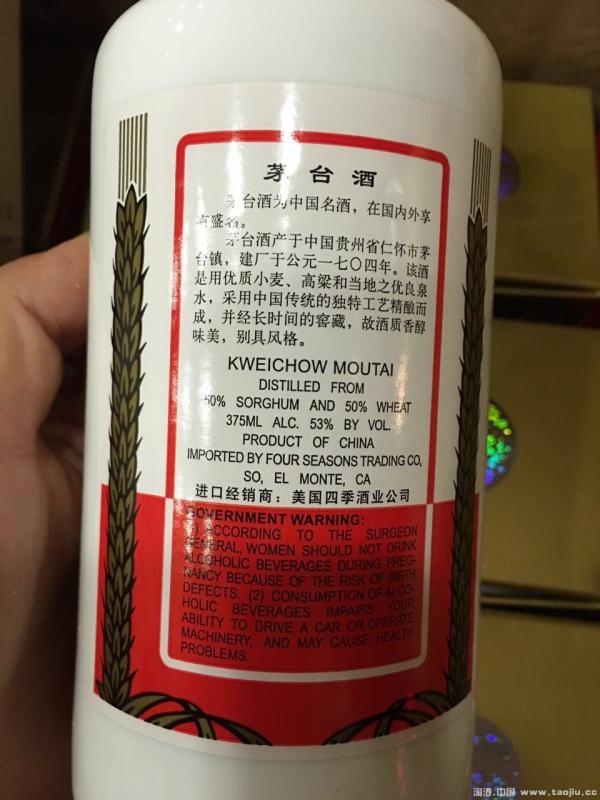 茅台酒
茅台酒为中国名酒，在国内外享
有盛名。
茅台酒产于中国贵州省仁怀市茅
台镇，建厂于公元一七〇四年。该酒
是用优质小麦、高粱和当地之优良泉
水，采用中国传统的独特工艺精酿而
成，并经长时间的窖藏，故酒质香醇
味美，别具风格。
KWEICHOW MOUTAI
DISTILLED FROM
50% SORGHUM AND 50% WHEAT
375ML ALC. 53% BY VOL.
PRODUCT OF CHINA
IMPORTED BY FOUR SEASONS TRADING CO,
SO, EL MONTE, CA
进口经销商：美国四季酒业公司
GOVERNMENT WARNING:
(1) ACCORDING TO THE SURGEON
GENERAL, WOMEN SHOULD NOT DRINK
ALCOHOLIC BEVERAGES DURING PREG-
NANCY BECAUSE OF THE RISK OF BIRTH
DEFECTS. (2) CONSUMPTION OF ALCO-
HOLIC BEVERAGES IMPAIRS YOUR
ABILITY TO DRIVE A CAR OR OPERATE
MACHINERY, AND MAY CAUSE HEALTH
PROBLEMS.
淘酒.中国 www.taojiu.cc